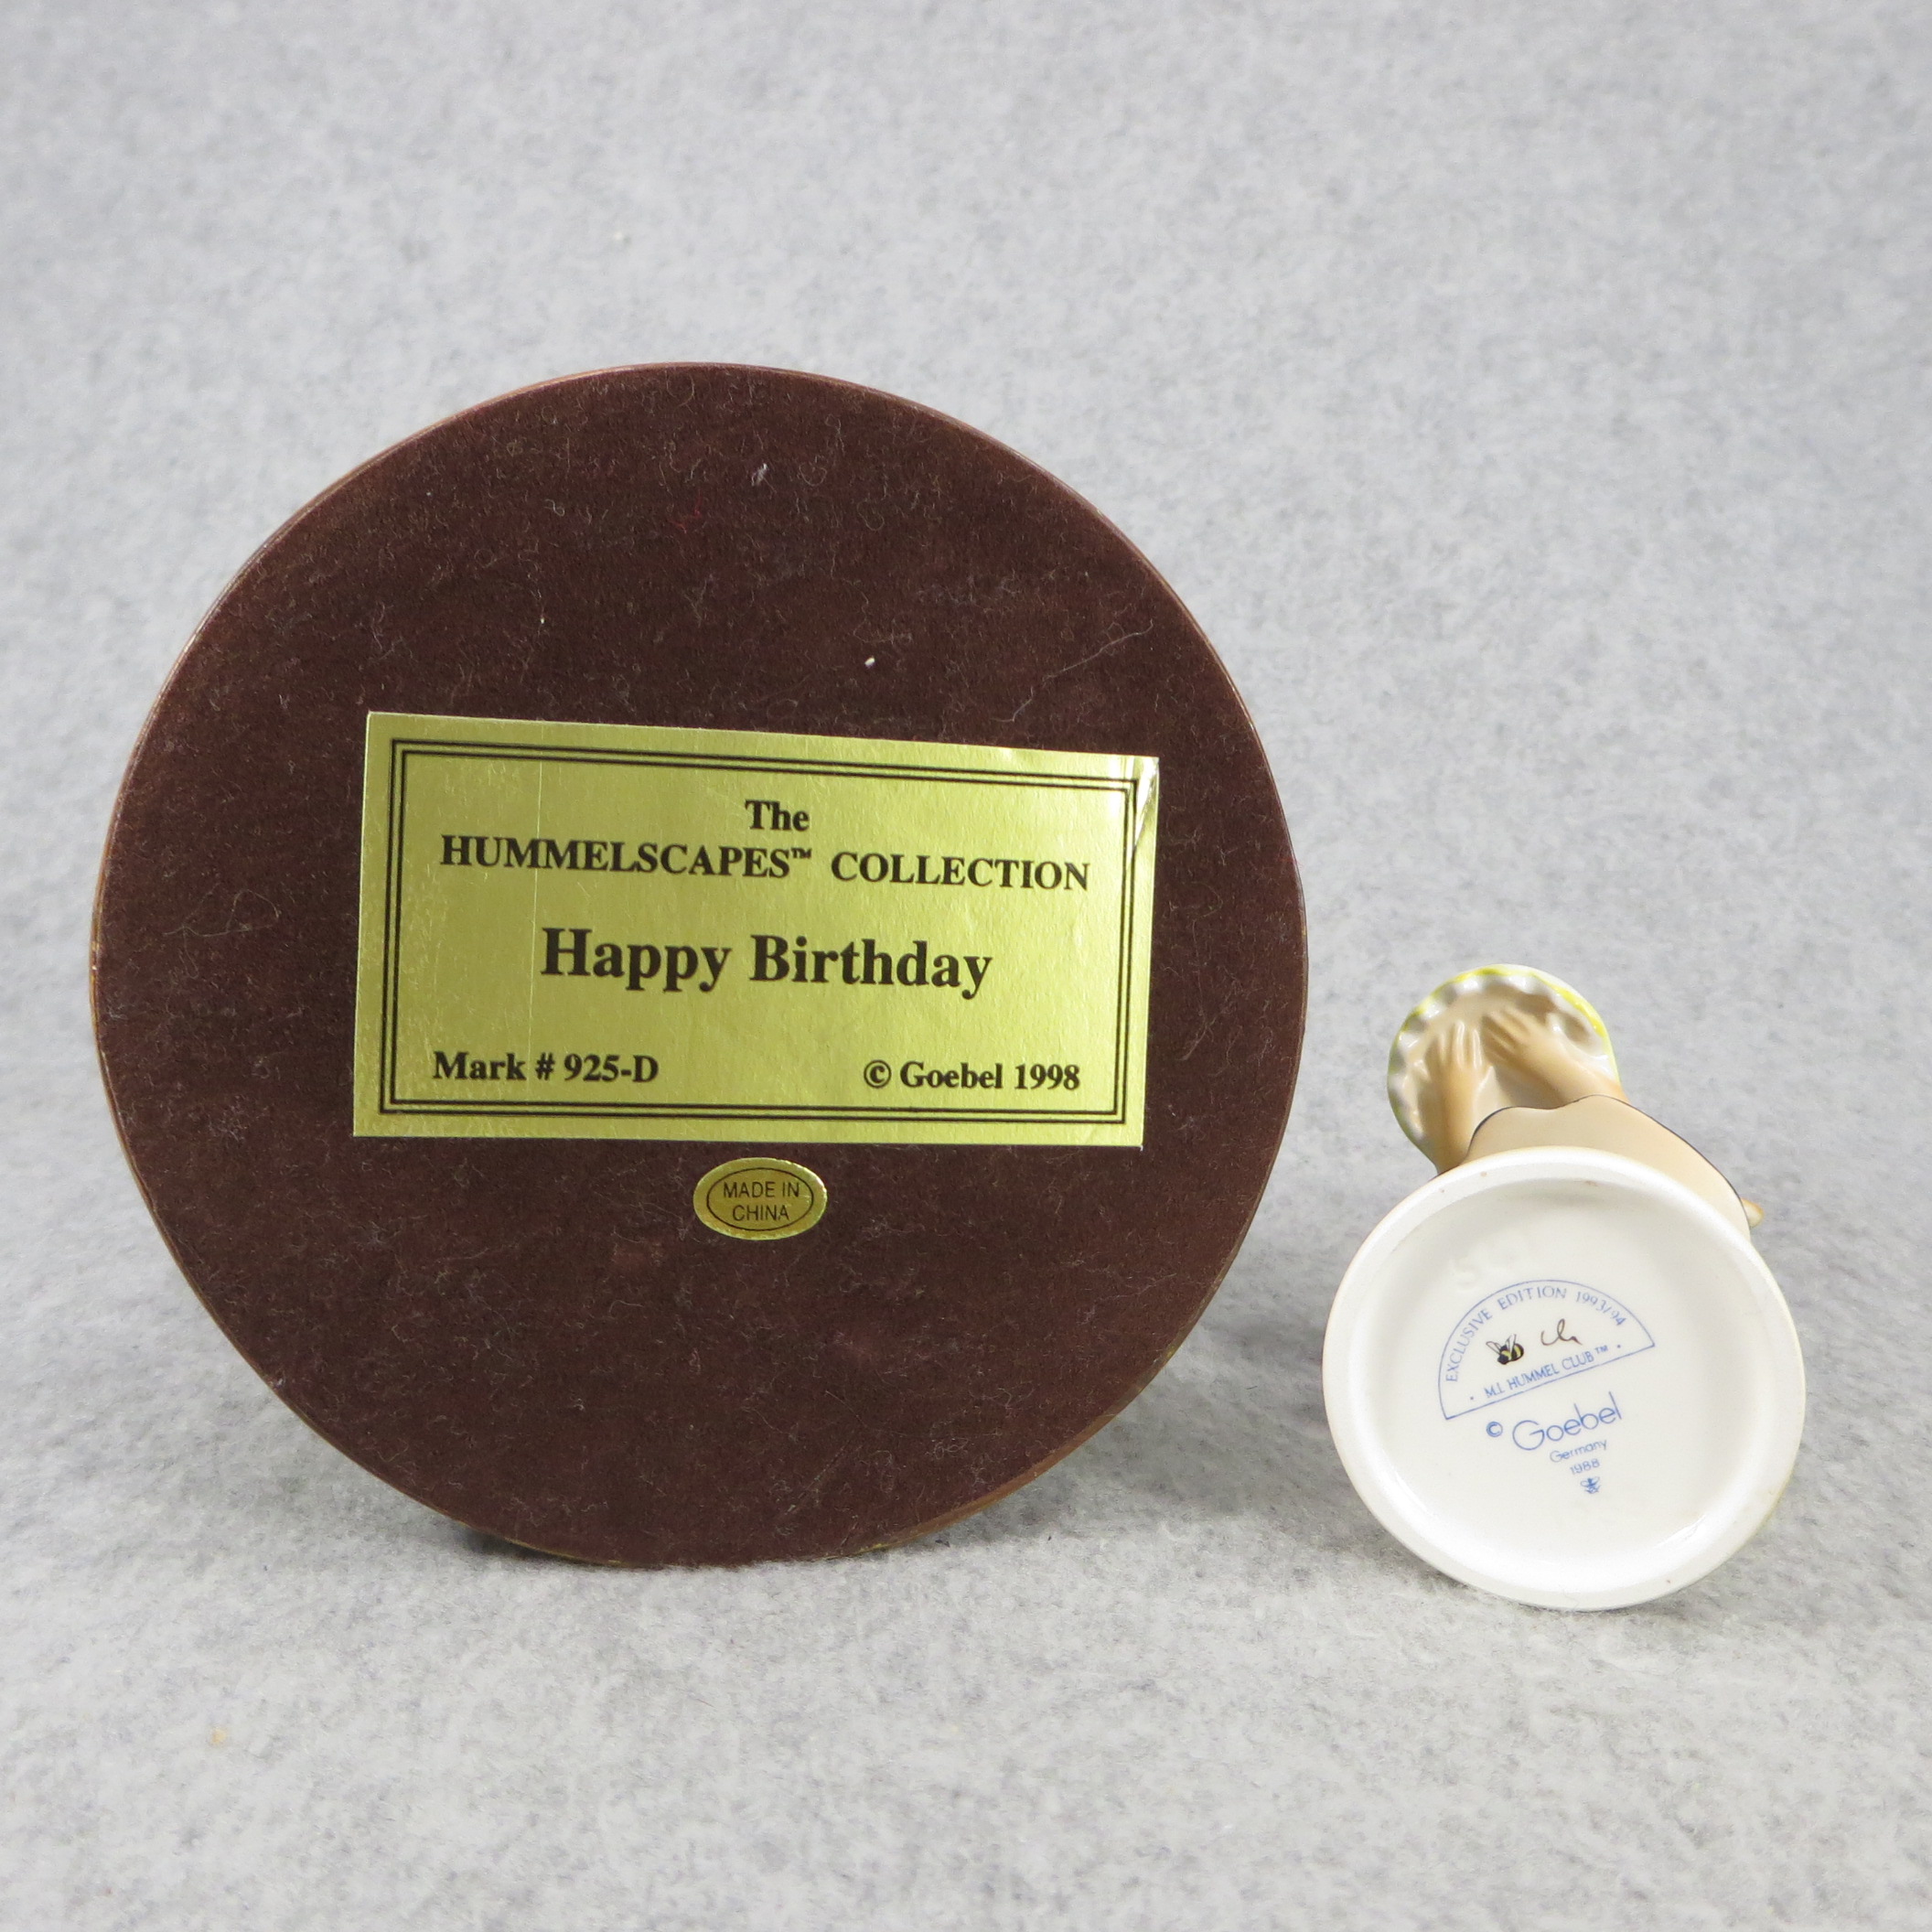 The
HUMMELSCAPES™ COLLECTION
Happy Birthday
Mark # 925-D © Goebel 1998
MADE IN
CHINA
EXCLUSIVE EDITION 1993/94
· M.I. HUMMEL CLUB™ ·
© Goebel
Germany
1988